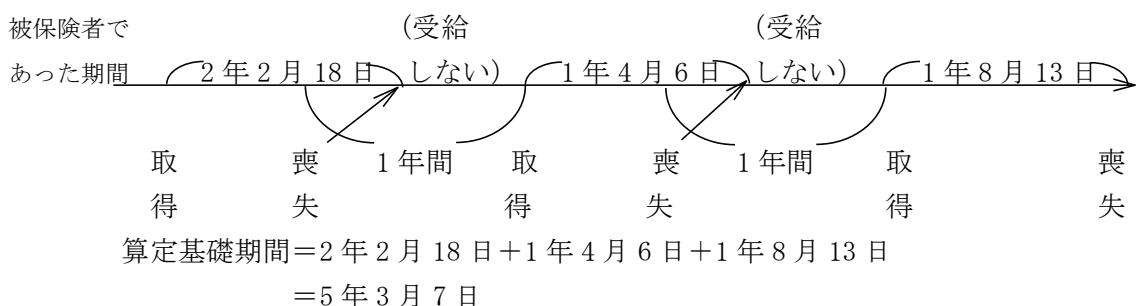 被保険者で (受給 (受給
あった期間 2年2月18日 しない) 1年4月6日 しない) 1年8月13日
取得 喪失 1年間 取得 喪失 1年間 取得 喪失
算定基礎期間＝2年2月18日＋1年4月6日＋1年8月13日
＝5年3月7日